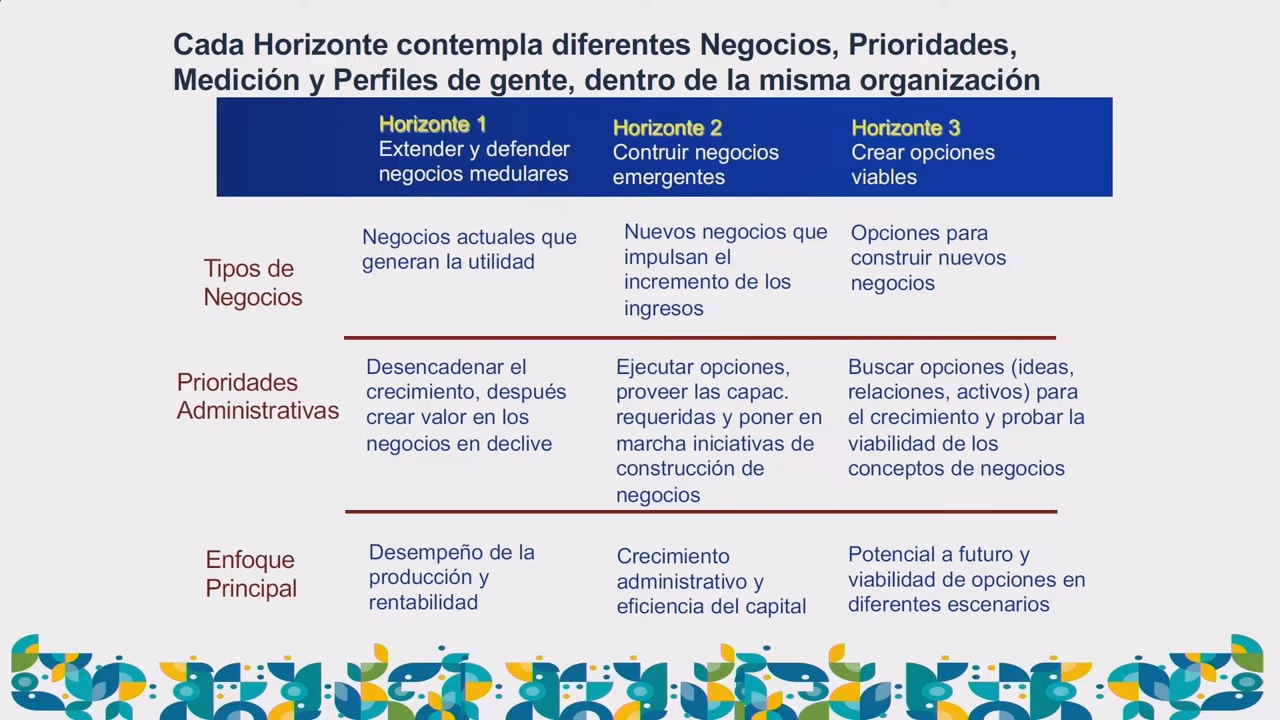 Cada Horizonte contempla diferentes Negocios, Prioridades,
Medición y Perfiles de gente, dentro de la misma organización
Horizonte 1
Extender y defender
negocios medulares
Horizonte 2
Contruir negocios
emergentes
Horizonte 3
Crear opciones
viables
Tipos de
Negocios
Negocios actuales que
generan la utilidad
Nuevos negocios que
impulsan el
incremento de los
ingresos
Opciones para
construir nuevos
negocios
Prioridades
Administrativas
Desencadenar el
crecimiento, después
crear valor en los
negocios en declive
Ejecutar opciones,
proveer las capac.
requeridas y poner en
marcha iniciativas de
construcción de
negocios
Buscar opciones (ideas,
relaciones, activos) para
el crecimiento y probar la
viabilidad de los
conceptos de negocios
Enfoque
Principal
Desempeño de la
producción y
rentabilidad
Crecimiento
administrativo y
eficiencia del capital
Potencial a futuro y
viabilidad de opciones en
diferentes escenarios